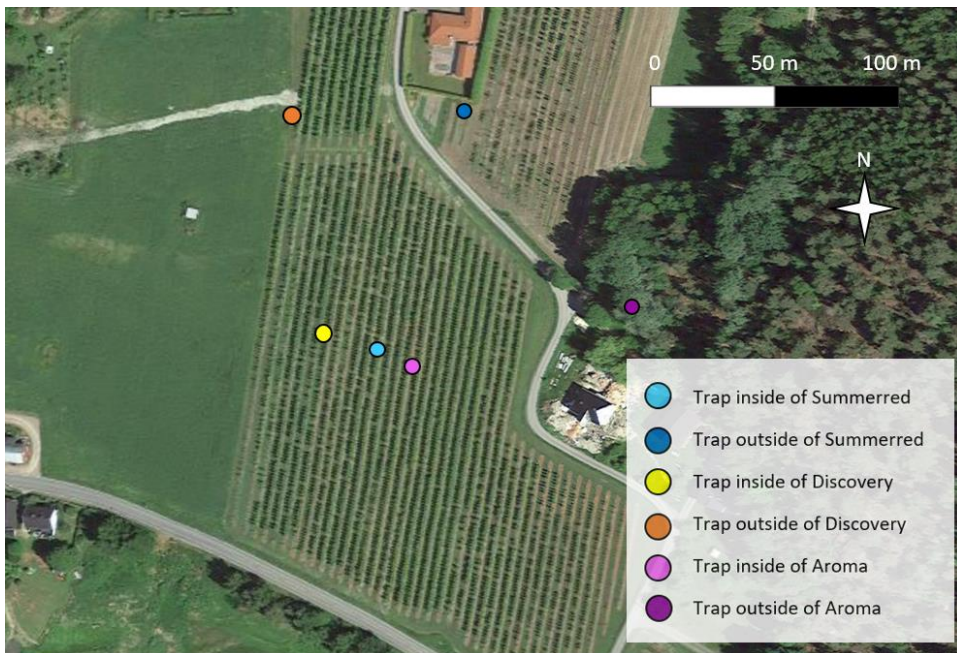 0 50 m 100 m
N
Trap inside of Summerred
Trap outside of Summerred
Trap inside of Discovery
Trap outside of Discovery
Trap inside of Aroma
Trap outside of Aroma